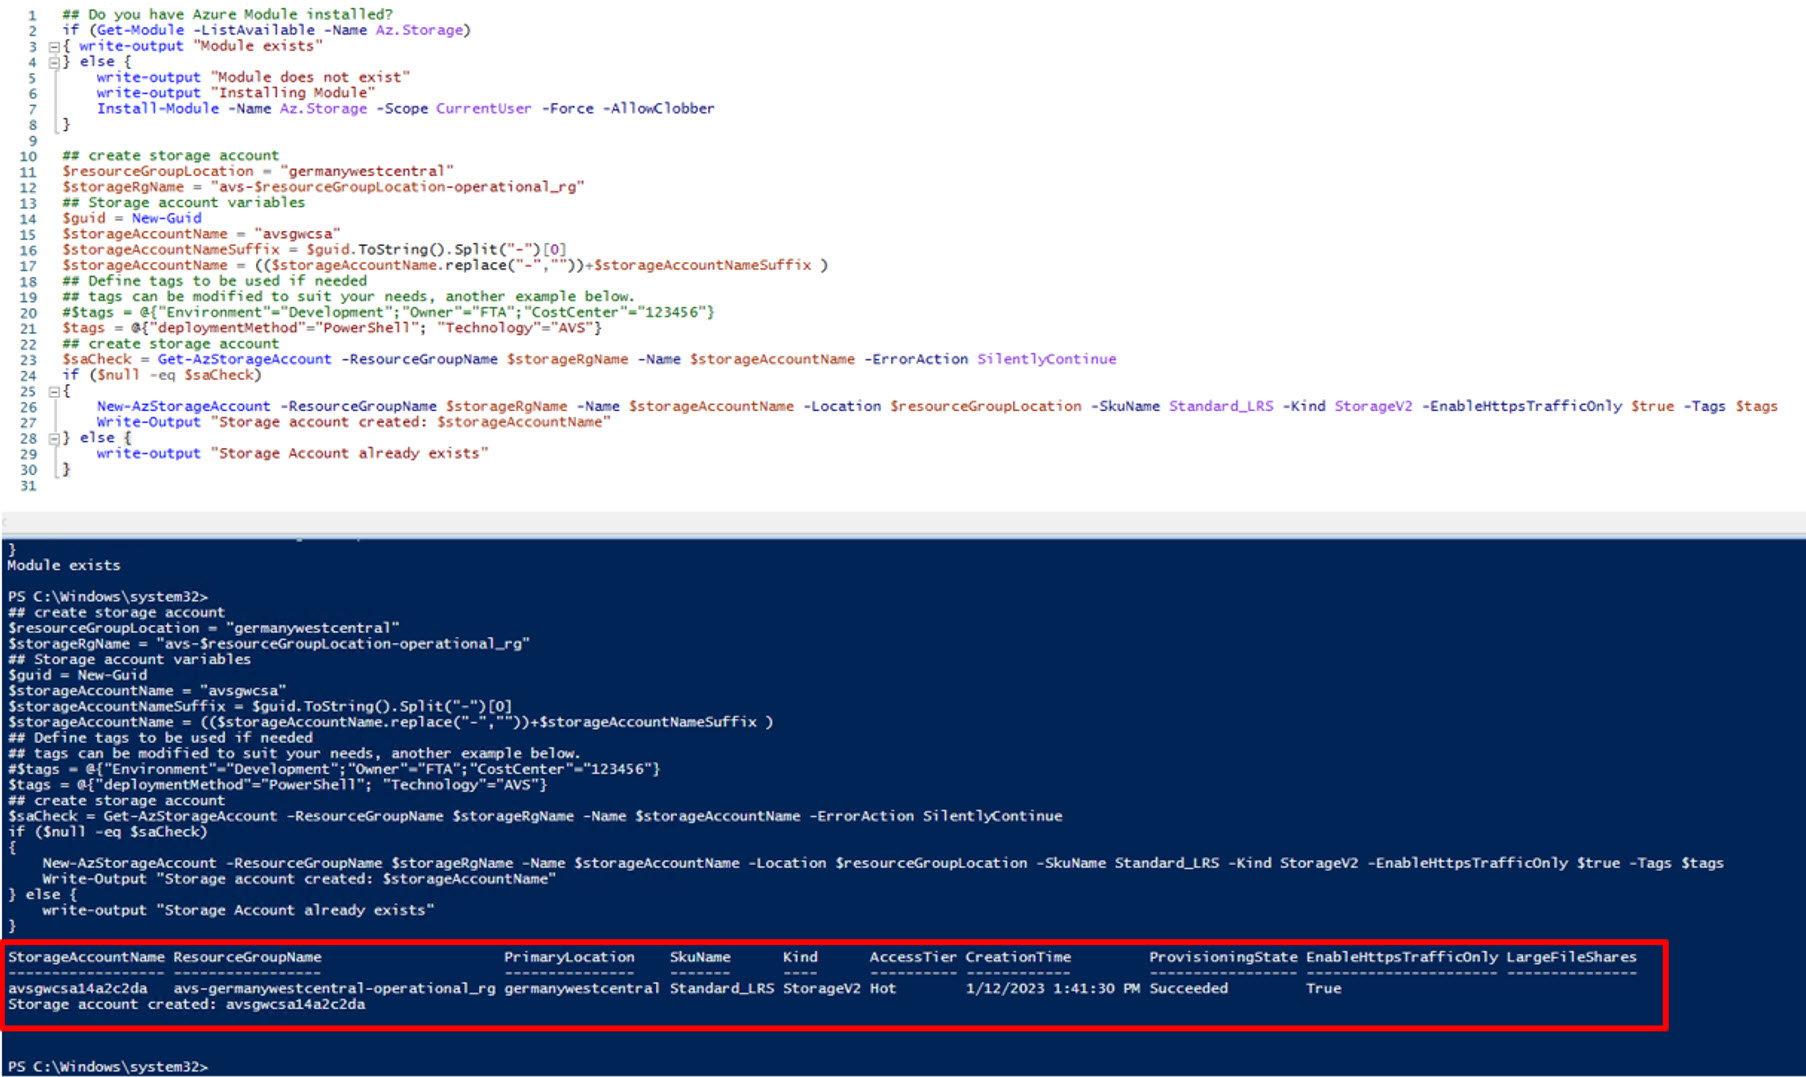 1 ## Do you have Azure Module installed?
2 if (Get-Module -ListAvailable -Name Az.Storage)
3 { write-output "Module exists"
4 } else {
5 write-output "Module does not exist"
6 write-output "Installing Module"
7 Install-Module -Name Az.Storage -Scope CurrentUser -Force -AllowClobber
8 }
9
10 ## create storage account
11 $resourceGroupLocation = "germanywestcentral"
12 $storageRgName = "avs-$resourceGroupLocation-operational_rg"
13 ## Storage account variables
14 $guid = New-Guid
15 $storageAccountName = "avsgwcsa"
16 $storageAccountNameSuffix = $guid.ToString().Split("-")[0]
17 $storageAccountName = (($storageAccountName.replace("-",""))+$storageAccountNameSuffix )
18 ## Define tags to be used if needed
19 ## tags can be modified to suit your needs, another example below.
20 #$tags = @{"Environment"="Development";"Owner"="FTA";"CostCenter"="123456"}
21 $tags = @{"deploymentMethod"="PowerShell"; "Technology"="AVS"}
22 ## create storage account
23 $saCheck = Get-AzStorageAccount -ResourceGroupName $storageRgName -Name $storageAccountName -ErrorAction SilentlyContinue
24 if ($null -eq $saCheck)
25 {
26 New-AzStorageAccount -ResourceGroupName $storageRgName -Name $storageAccountName -Location $resourceGroupLocation -SkuName Standard_LRS -Kind StorageV2 -EnableHttpsTrafficOnly $true -Tags $tags
27 Write-Output "Storage account created: $storageAccountName"
28 } else {
29 write-output "Storage Account already exists"
30 }
31
}
Module exists
PS C:\Windows\system32>
## create storage account
$resourceGroupLocation = "germanywestcentral"
$storageRgName = "avs-$resourceGroupLocation-operational_rg"
## Storage account variables
$guid = New-Guid
$storageAccountName = "avsgwcsa"
$storageAccountNameSuffix = $guid.ToString().Split("-")[0]
$storageAccountName = (($storageAccountName.replace("-",""))+$storageAccountNameSuffix )
## Define tags to be used if needed
## tags can be modified to suit your needs, another example below.
#$tags = @{"Environment"="Development";"Owner"="FTA";"CostCenter"="123456"}
$tags = @{"deploymentMethod"="PowerShell"; "Technology"="AVS"}
## create storage account
$saCheck = Get-AzStorageAccount -ResourceGroupName $storageRgName -Name $storageAccountName -ErrorAction SilentlyContinue
if ($null -eq $saCheck)
{
New-AzStorageAccount -ResourceGroupName $storageRgName -Name $storageAccountName -Location $resourceGroupLocation -SkuName Standard_LRS -Kind StorageV2 -EnableHttpsTrafficOnly $true -Tags $tags
Write-Output "Storage account created: $storageAccountName"
} else {
write-output "Storage Account already exists"
}
StorageAccountName ResourceGroupName PrimaryLocation SkuName Kind AccessTier CreationTime ProvisioningState EnableHttpsTrafficOnly LargeFileShares
------------------ ----------------- --------------- ------- ---- ---------- ------------ ----------------- ---------------------- ---------------
avsgwcsa14a2c2da avs-germanywestcentral-operational_rg germanywestcentral Standard_LRS StorageV2 Hot 1/12/2023 1:41:30 PM Succeeded True
Storage account created: avsgwcsa14a2c2da
PS C:\Windows\system32>